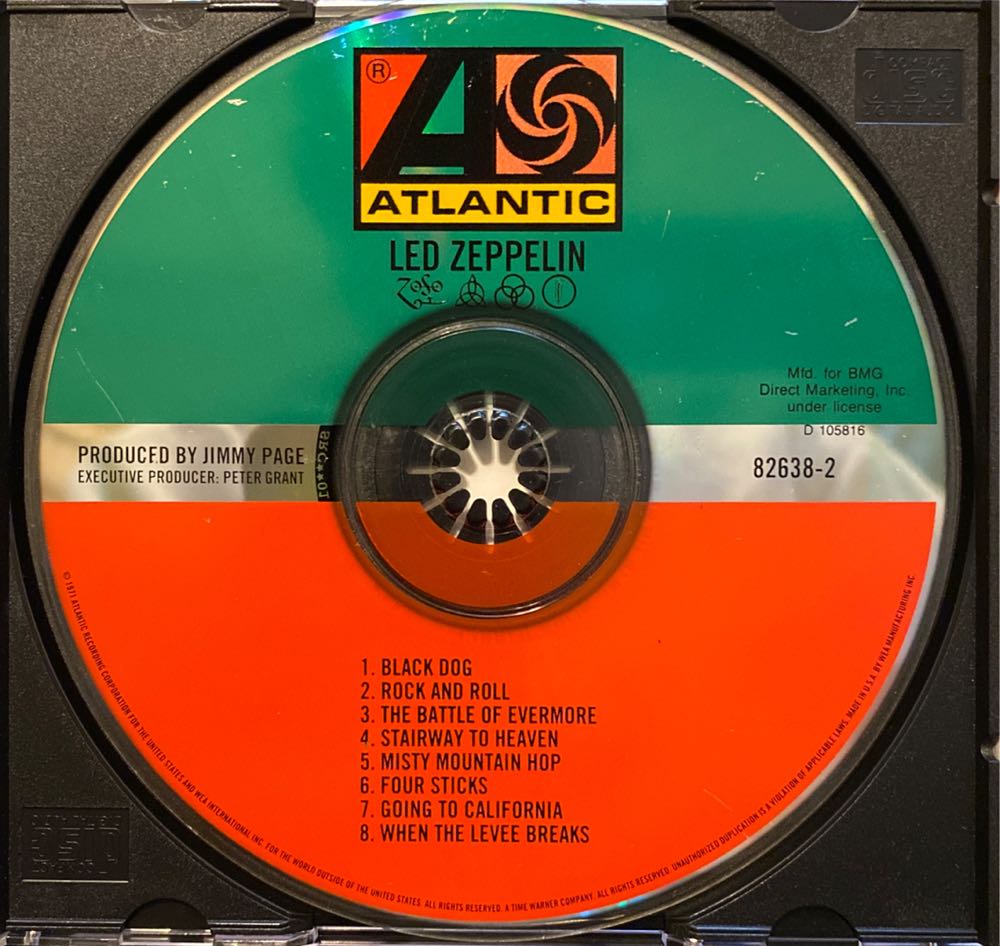 ®
ATLANTIC
LED ZEPPELIN
Mfd. for BMG
Direct Marketing, Inc.
under license
D 105816
PRODUCED BY JIMMY PAGE
EXECUTIVE PRODUCER: PETER GRANT
82638-2
1. BLACK DOG
2. ROCK AND ROLL
3. THE BATTLE OF EVERMORE
4. STAIRWAY TO HEAVEN
5. MISTY MOUNTAIN HOP
6. FOUR STICKS
7. GOING TO CALIFORNIA
8. WHEN THE LEVEE BREAKS
© 1971 ATLANTIC RECORDING CORPORATION FOR THE UNITED STATES AND WEA INTERNATIONAL INC. FOR THE WORLD OUTSIDE OF THE UNITED STATES. ALL RIGHTS RESERVED. A TIME WARNER COMPANY. ALL RIGHTS RESERVED. UNAUTHORIZED DUPLICATION IS A VIOLATION OF APPLICABLE LAWS. MADE IN U.S.A. BY WEA MANUFACTURING INC.